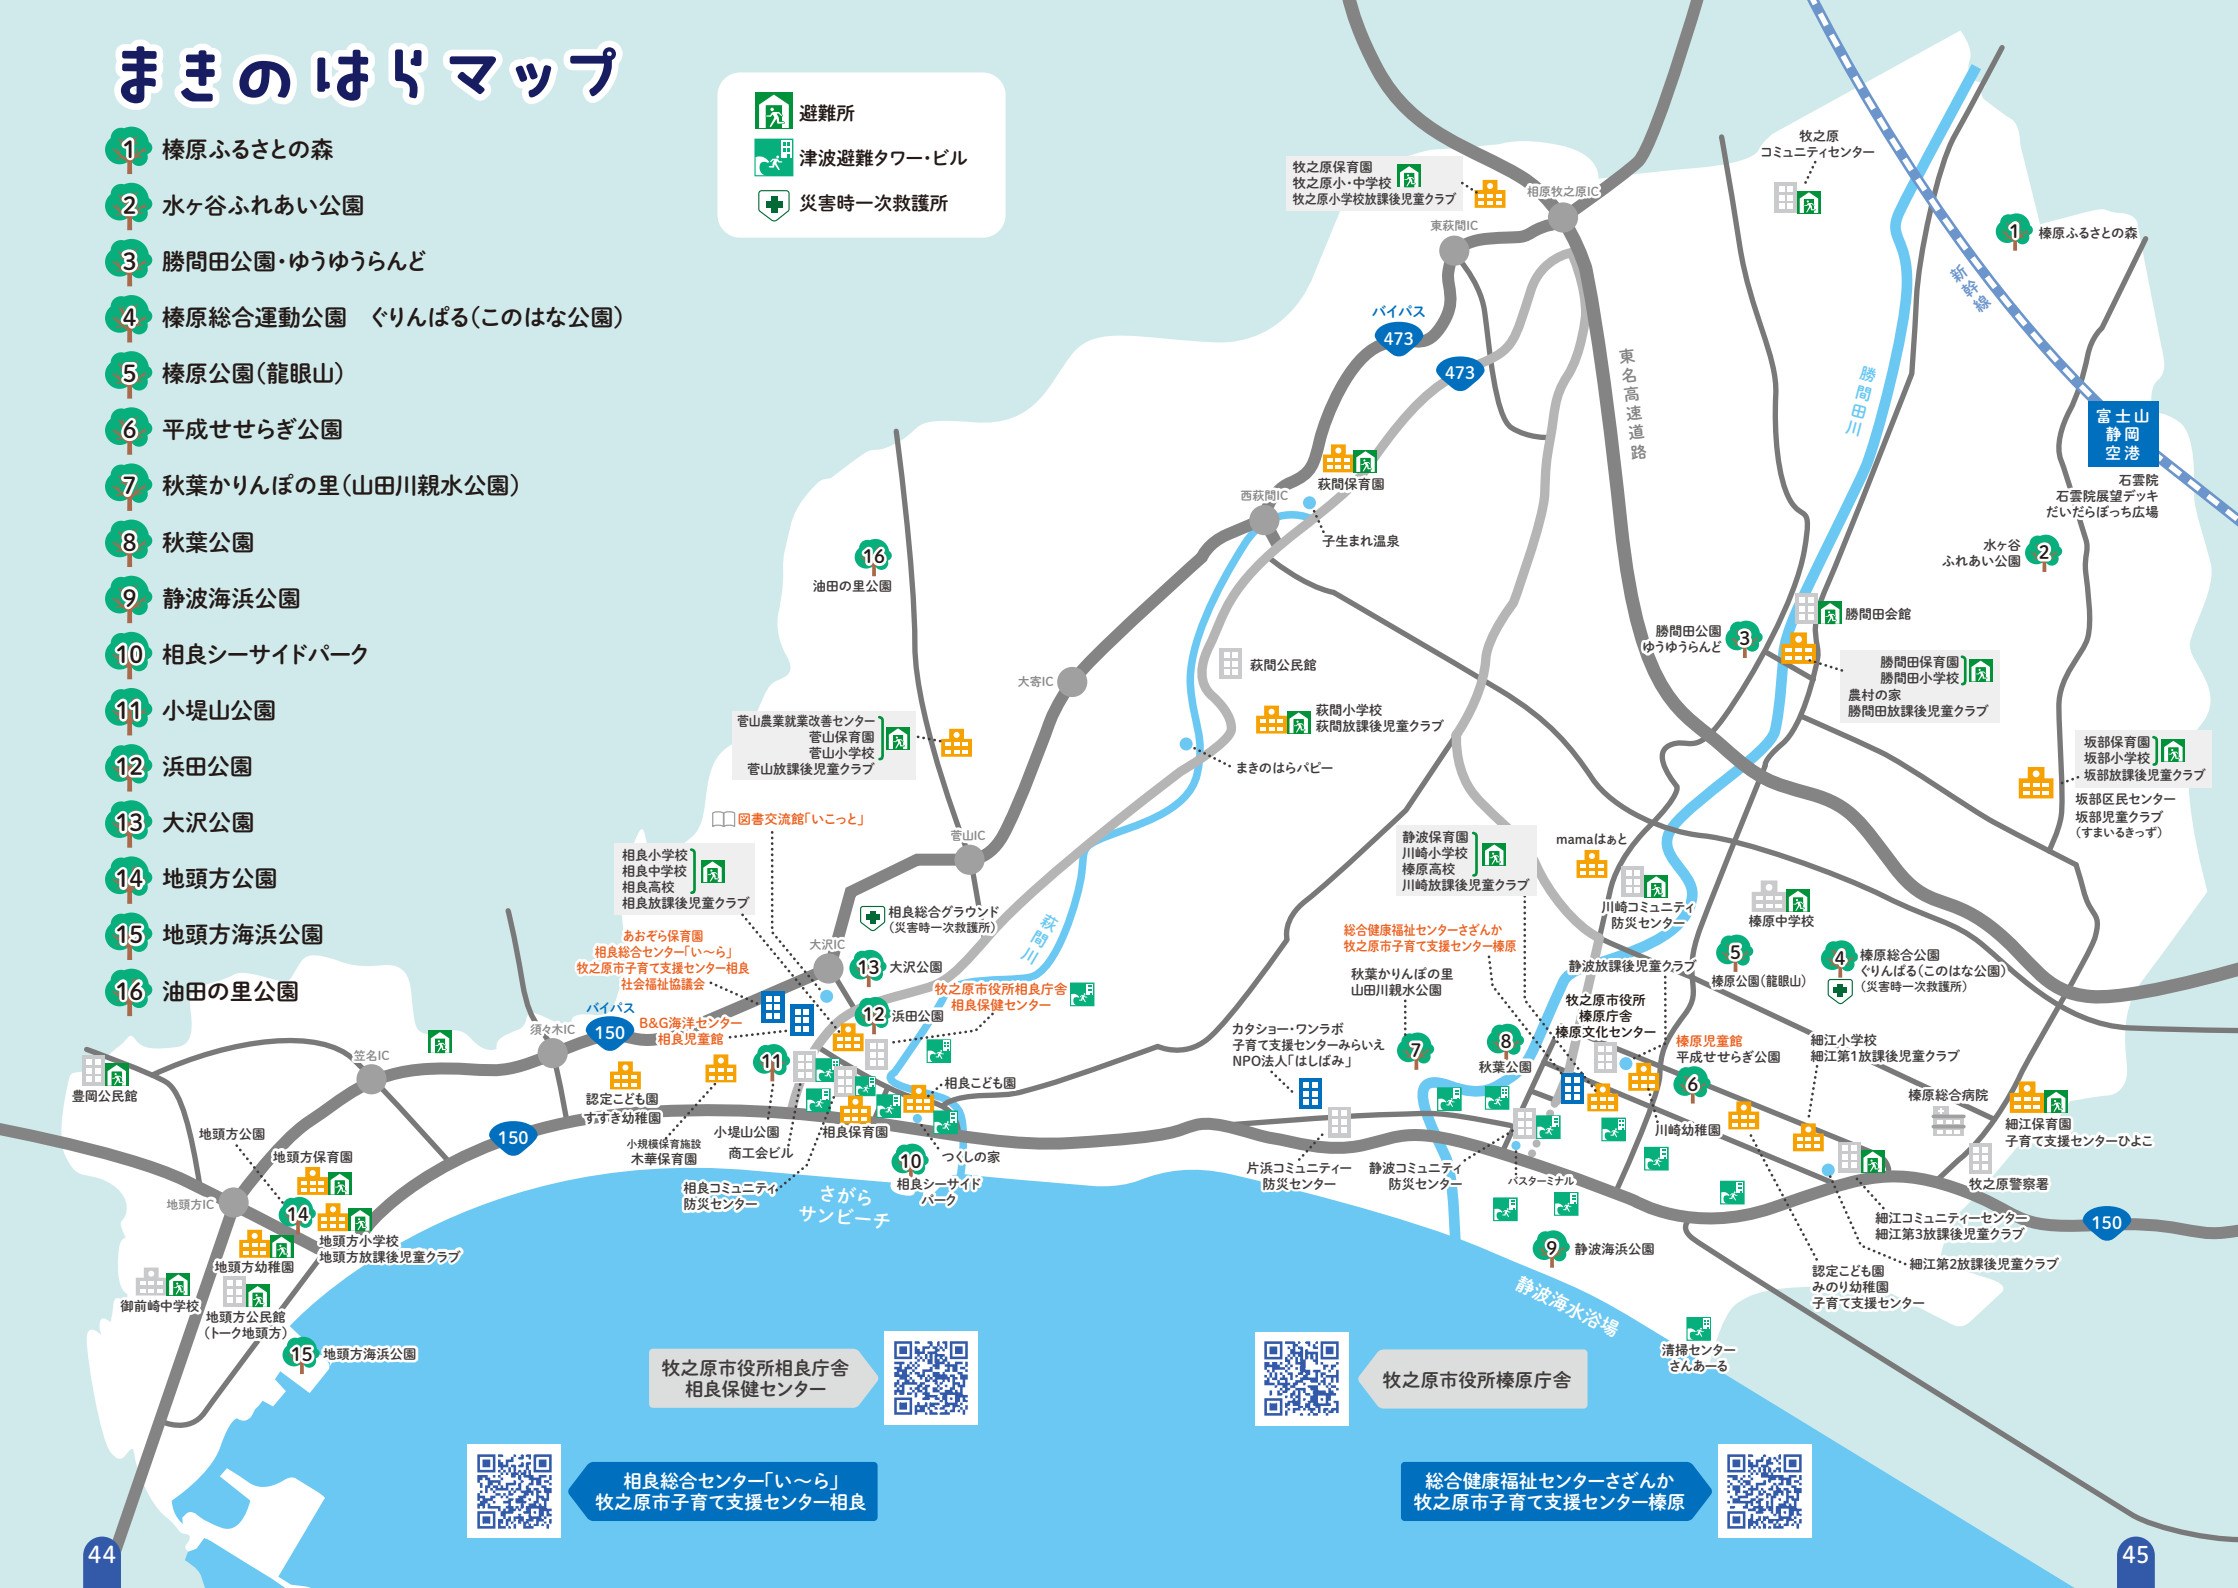 まきのはらマップ
1 榛原ふるさとの森
2 水ヶ谷ふれあい公園
3 勝間田公園・ゆうゆうらんど
4 榛原総合運動公園　ぐりんぱる(このはな公園)
5 榛原公園(龍眼山)
6 平成せせらぎ公園
7 秋葉かりんぽの里(山田川親水公園)
8 秋葉公園
9 静波海浜公園
10 相良シーサイドパーク
11 小堤山公園
12 浜田公園
13 大沢公園
14 地頭方公園
15 地頭方海浜公園
16 油田の里公園
避難所
津波避難タワー・ビル
災害時一次救護所
牧之原保育園
牧之原小・中学校
牧之原小学校放課後児童クラブ
相原牧之原IC
東萩間IC
バイパス
473
473
東名高速道路
牧之原
コミュニティセンター
1
榛原ふるさとの森
新幹線
勝間田川
富士山
静岡
空港
石雲院
石雲院展望デッキ
だいだらぼっち広場
水ヶ谷
ふれあい公園
2
萩間保育園
西萩間IC
子生まれ温泉
16
油田の里公園
勝間田会館
勝間田公園
ゆうゆうらんど
3
勝間田保育園
勝間田小学校
農村の家
勝間田放課後児童クラブ
萩間公民館
大寄IC
萩間小学校
萩間放課後児童クラブ
まきのはらパピー
菅山農業就業改善センター
菅山保育園
菅山小学校
菅山放課後児童クラブ
坂部保育園
坂部小学校
坂部放課後児童クラブ
坂部区民センター
坂部児童クラブ
(すまいるきっず)
図書交流館「いこっと」
菅山IC
相良小学校
相良中学校
相良高校
相良放課後児童クラブ
相良総合グラウンド
(災害時一次救護所)
萩間川
静波保育園
川崎小学校
榛原高校
川崎放課後児童クラブ
mamaはぁと
川崎コミュニティ
防災センター
榛原中学校
あおぞら保育園
相良総合センター「い〜ら」
牧之原市子育て支援センター相良
社会福祉協議会
大沢IC
13
大沢公園
牧之原市役所相良庁舎
相良保健センター
12
浜田公園
総合健康福祉センターさざんか
牧之原市子育て支援センター榛原
静波放課後児童クラブ
5
榛原公園(龍眼山)
4
榛原総合公園
ぐりんぱる(このはな公園)
(災害時一次救護所)
秋葉かりんぽの里
山田川親水公園
牧之原市役所
榛原庁舎
榛原文化センター
バイパス
150
B&G海洋センター
相良児童館
須々木IC
笠名IC
豊岡公民館
カタショー・ワンラボ
子育て支援センターみらいえ
NPO法人「はしばみ」
7
8
秋葉公園
榛原児童館
平成せせらぎ公園
6
細江小学校
細江第1放課後児童クラブ
榛原総合病院
細江保育園
子育て支援センターひよこ
認定こども園
すずき幼稚園
11
相良こども園
小規模保育施設
木華保育園
小堤山公園
商工会ビル
相良保育園
10
つくしの家
相良シーサイド
パーク
相良コミュニティ
防災センター
さがら
サンビーチ
150
地頭方公園
地頭方保育園
地頭方IC
14
地頭方小学校
地頭方放課後児童クラブ
地頭方幼稚園
御前崎中学校
地頭方公民館
(トーク地頭方)
15
地頭方海浜公園
川崎幼稚園
片浜コミュニティー
防災センター
静波コミュニティ
防災センター
バスターミナル
牧之原警察署
細江コミュニティーセンター
細江第3放課後児童クラブ
150
細江第2放課後児童クラブ
9
静波海浜公園
静波海水浴場
認定こども園
みのり幼稚園
子育て支援センター
清掃センター
さんあーる
牧之原市役所相良庁舎
相良保健センター
牧之原市役所榛原庁舎
相良総合センター「い〜ら」
牧之原市子育て支援センター相良
総合健康福祉センターさざんか
牧之原市子育て支援センター榛原
44
45